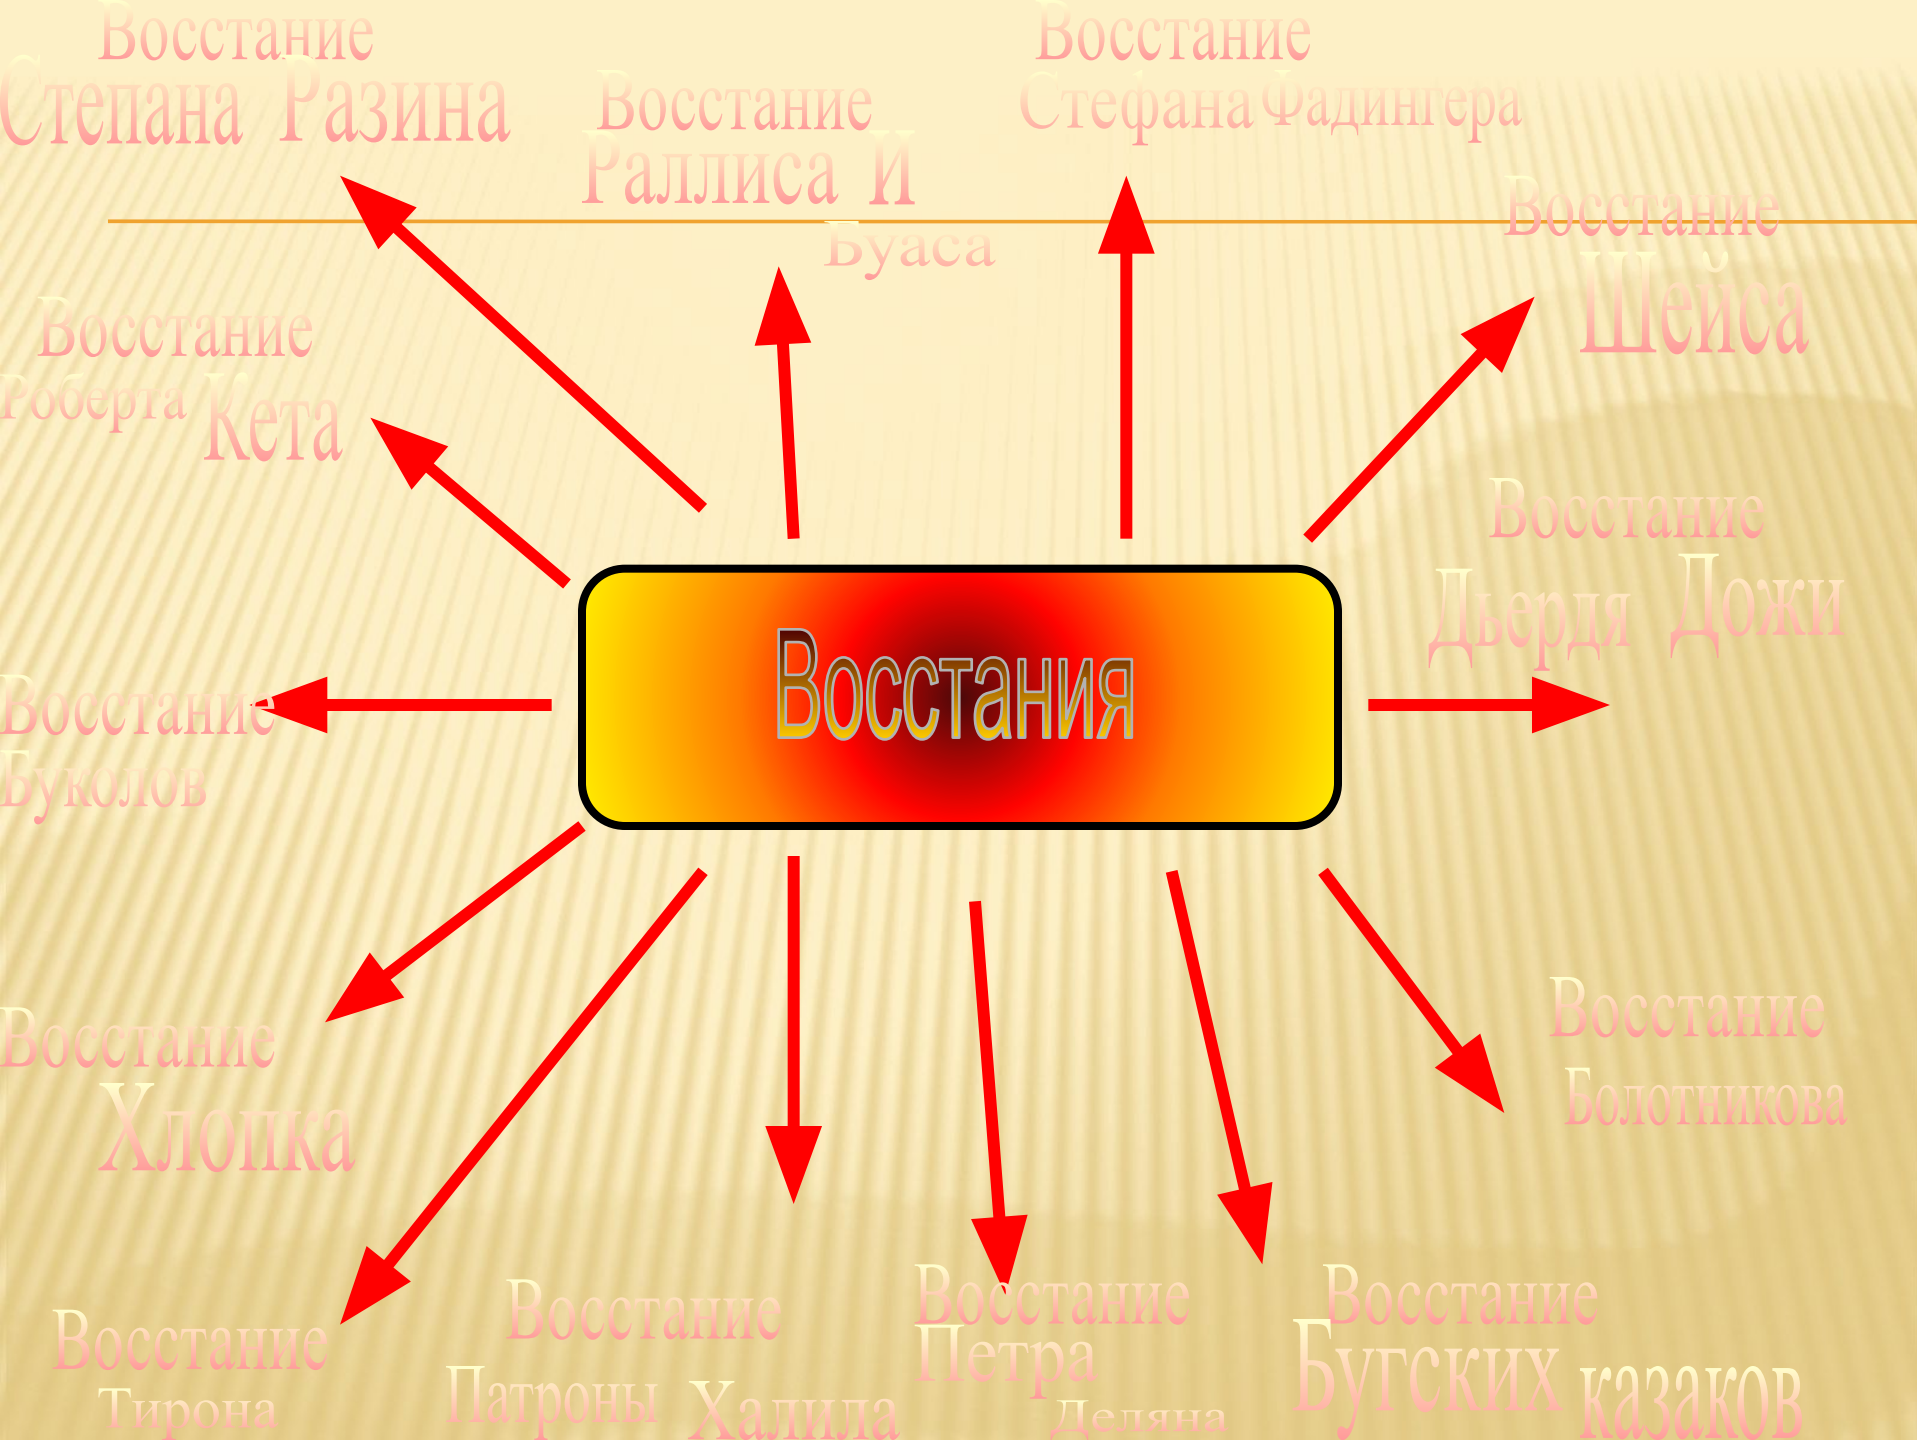 Восстание
Степана Разина
Восстание
Раллиса И
Буаса
Восстание
Стефана Фадингера
Восстание
Шейса
Восстание
Роберта Кета
Восстание
Дьердя Дожи
Восстания
Восстание
Буколов
Восстание
Хлопка
Восстание
Болотникова
Восстание
Тирона
Восстание
Патроны Халила
Восстание
Петра
Деляна
Восстание
Бугских казаков